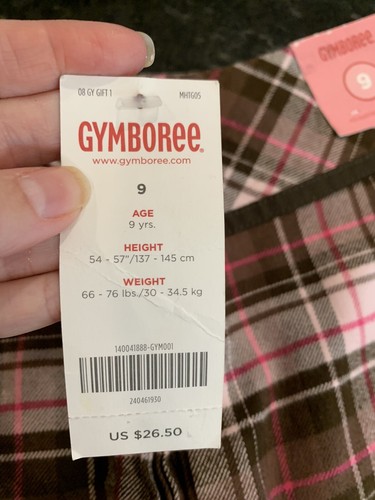 08 GY GIFT 1
MHTG05
GYMBOREE
www.gymboree.com
9
AGE
9 yrs.
HEIGHT
54 - 57"/137 - 145 cm
WEIGHT
66 - 76 lbs./30 - 34.5 kg
140041888-GYM001
240461930
US $26.50
GYMBOREE
9